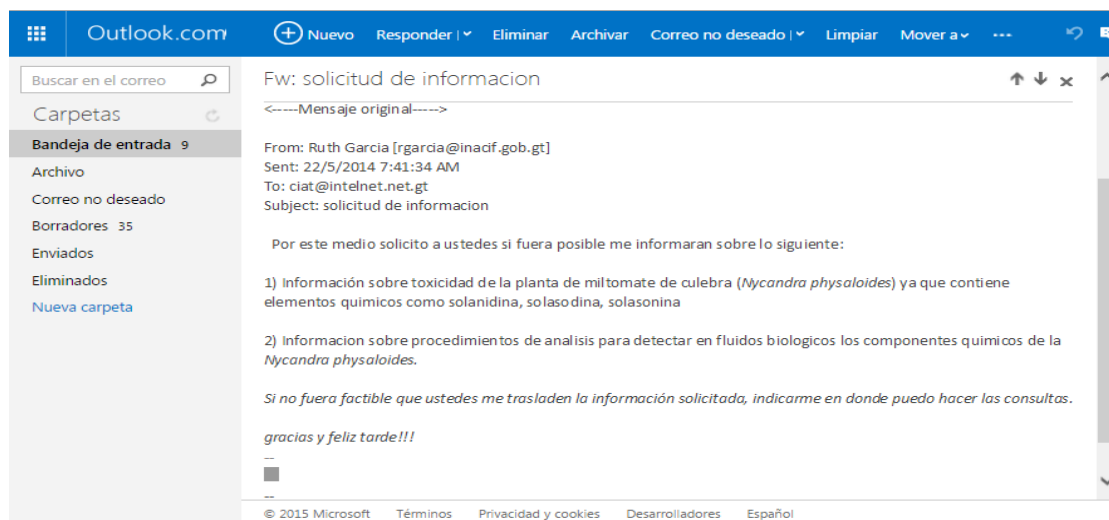 Outlook.com
Nuevo Responder | Eliminar Archivar Correo no deseado | Limpiar Mover a ...
Buscar en el correo
Carpetas
Bandeja de entrada 9
Archivo
Correo no deseado
Borradores 35
Enviados
Eliminados
Nueva carpeta
Fw: solicitud de informacion
<-----Mensaje original----->
From: Ruth Garcia [rgarcia@inacif.gob.gt]
Sent: 22/5/2014 7:41:34 AM
To: ciat@intelnet.net.gt
Subject: solicitud de informacion
Por este medio solicito a ustedes si fuera posible me informaran sobre lo siguiente:
1) Información sobre toxicidad de la planta de miltomate de culebra (Nycandra physaloides) ya que contiene
elementos quimicos como solanidina, solasodina, solasonina
2) Informacion sobre procedimientos de analisis para detectar en fluidos biologicos los componentes quimicos de la
Nycandra physaloides.
Si no fuera factible que ustedes me trasladen la información solicitada, indicarme en donde puedo hacer las consultas.
gracias y feliz tarde!!!
--
--
© 2015 Microsoft Términos Privacidad y cookies Desarrolladores Español